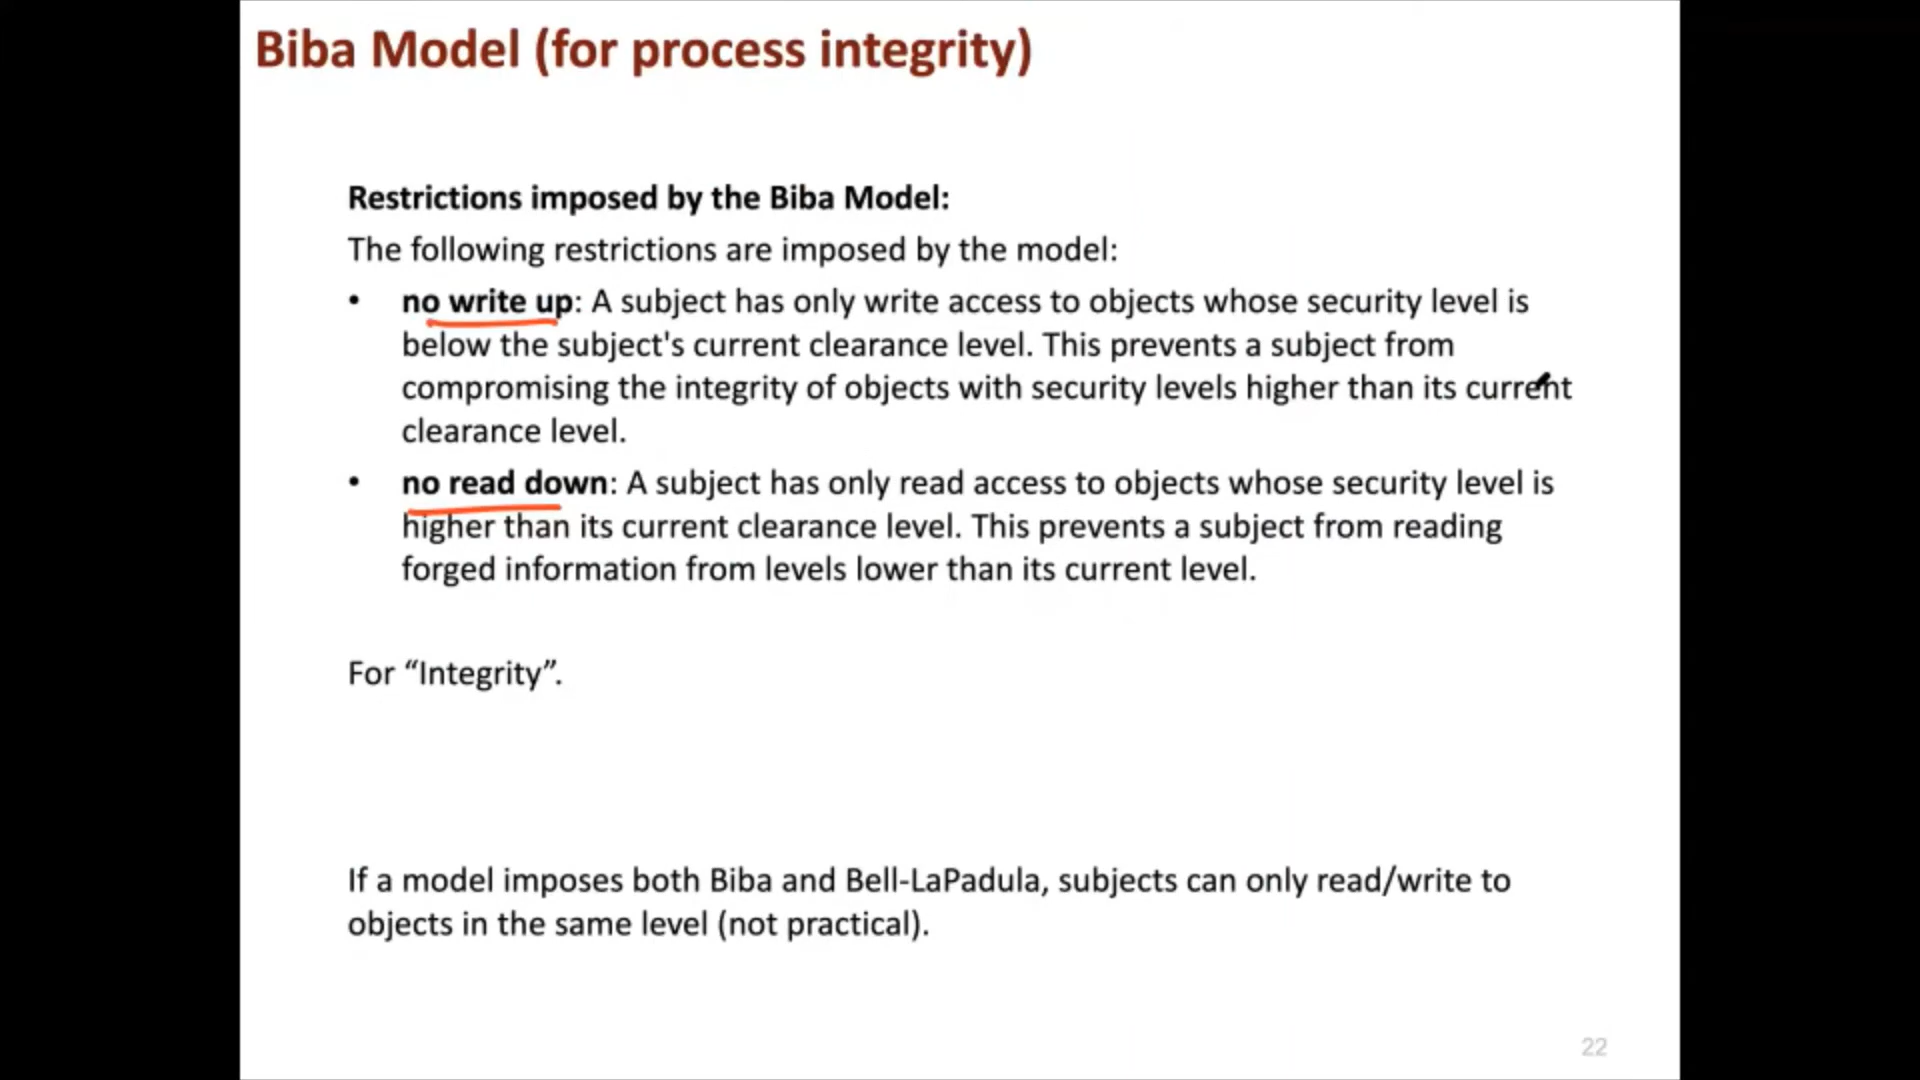 Biba Model (for process integrity)
Restrictions imposed by the Biba Model:
The following restrictions are imposed by the model:
• no write up: A subject has only write access to objects whose security level is
below the subject's current clearance level. This prevents a subject from
compromising the integrity of objects with security levels higher than its current
clearance level.
• no read down: A subject has only read access to objects whose security level is
higher than its current clearance level. This prevents a subject from reading
forged information from levels lower than its current level.
For “Integrity”.
If a model imposes both Biba and Bell-LaPadula, subjects can only read/write to
objects in the same level (not practical).
22